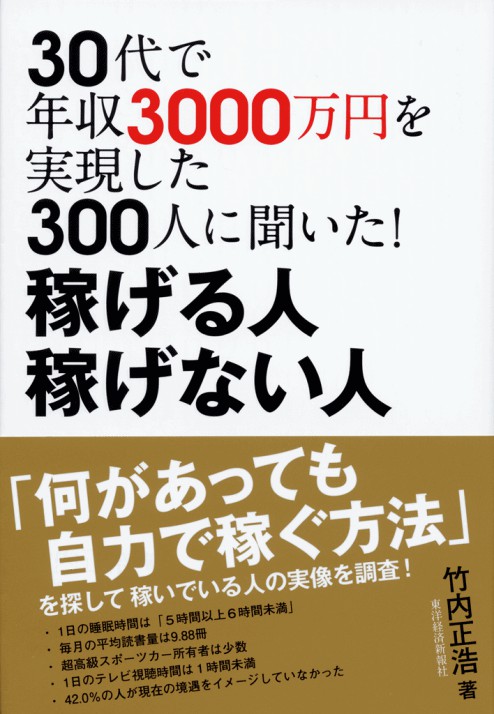 30代で
年収3000万円を
実現した
300人に聞いた!
稼げる人
稼げない人
「何があっても
自力で稼ぐ方法」
を探して 稼いでいる人の実像を調査!
・ 1日の睡眠時間は「5時間以上6時間未満」
・ 毎月の平均読書量は9.88冊
・ 超高級スポーツカー所有者は少数
・ 1日のテレビ視聴時間は1時間未満
・ 42.0%の人が現在の境遇をイメージしていなかった
竹内正浩 著
東洋経済新報社